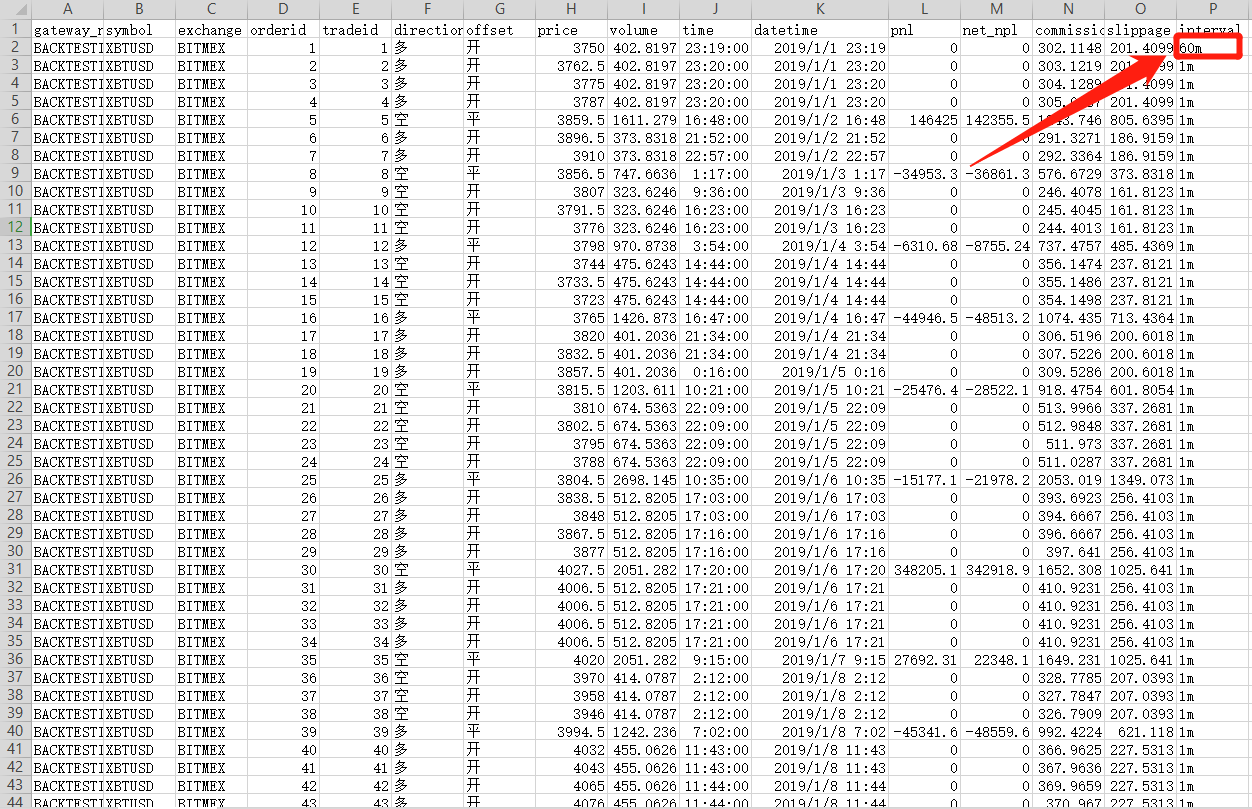 A B C D E F G H I J K L M N O P
1 gateway_r symbol exchange orderid tradeid direction offset price volume time datetime pnl net_npl commissic slippage interval
2 BACKTESTI XBTUSD BITMEX 1 1 多 开 3750 402.8197 23:19:00 2019/1/1 23:19 0 0 302.1148 201.4099 60m
3 BACKTESTI XBTUSD BITMEX 2 2 多 开 3762.5 402.8197 23:20:00 2019/1/1 23:20 0 0 303.1219 1m
4 BACKTESTI XBTUSD BITMEX 3 3 多 开 3775 402.8197 23:20:00 2019/1/1 23:20 0 0 1m
5 BACKTESTI XBTUSD BITMEX 4 4 多 开 3787 402.8197 23:20:00 2019/1/1 23:20 0 0 201.4099 1m
6 BACKTESTI XBTUSD BITMEX 5 5 空 平 3859.5 1611.279 16:48:00 2019/1/2 16:48 146425 142355.5 805.6395 1m
7 BACKTESTI XBTUSD BITMEX 6 6 多 开 3896.5 373.8318 21:52:00 2019/1/2 21:52 0 0 291.3271 186.9159 1m
8 BACKTESTI XBTUSD BITMEX 7 7 多 开 3910 373.8318 22:57:00 2019/1/2 22:57 0 0 292.3364 186.9159 1m
9 BACKTESTI XBTUSD BITMEX 8 8 空 平 3856.5 747.6636 1:17:00 2019/1/3 1:17 -34953.3 -36861.3 576.6729 373.8318 1m
10 BACKTESTI XBTUSD BITMEX 9 9 空 开 3807 323.6246 9:36:00 2019/1/3 9:36 0 0 246.4078 161.8123 1m
11 BACKTESTI XBTUSD BITMEX 10 10 空 开 3791.5 323.6246 16:23:00 2019/1/3 16:23 0 0 245.4045 161.8123 1m
12 BACKTESTI XBTUSD BITMEX 11 11 空 开 3776 323.6246 16:23:00 2019/1/3 16:23 0 0 244.4013 161.8123 1m
13 BACKTESTI XBTUSD BITMEX 12 12 多 平 3798 970.8738 3:54:00 2019/1/4 3:54 -6310.68 -8755.24 737.4757 485.4369 1m
14 BACKTESTI XBTUSD BITMEX 13 13 空 开 3744 475.6243 14:44:00 2019/1/4 14:44 0 0 356.1474 237.8121 1m
15 BACKTESTI XBTUSD BITMEX 14 14 空 开 3733.5 475.6243 14:44:00 2019/1/4 14:44 0 0 355.1486 237.8121 1m
16 BACKTESTI XBTUSD BITMEX 15 15 空 开 3723 475.6243 14:44:00 2019/1/4 14:44 0 0 354.1498 237.8121 1m
17 BACKTESTI XBTUSD BITMEX 16 16 多 平 3765 1426.873 16:47:00 2019/1/4 16:47 -44946.5 -48513.2 1074.435 713.4364 1m
18 BACKTESTI XBTUSD BITMEX 17 17 多 开 3820 401.2036 21:34:00 2019/1/4 21:34 0 0 306.5196 200.6018 1m
19 BACKTESTI XBTUSD BITMEX 18 18 多 开 3832.5 401.2036 21:34:00 2019/1/4 21:34 0 0 307.5226 200.6018 1m
20 BACKTESTI XBTUSD BITMEX 19 19 多 开 3857.5 401.2036 0:16:00 2019/1/5 0:16 0 0 309.5286 200.6018 1m
21 BACKTESTI XBTUSD BITMEX 20 20 空 平 3815.5 1203.611 10:21:00 2019/1/5 10:21 -25476.4 -28522.1 918.4754 601.8054 1m
22 BACKTESTI XBTUSD BITMEX 21 21 空 开 3810 674.5363 22:09:00 2019/1/5 22:09 0 0 513.9966 337.2681 1m
23 BACKTESTI XBTUSD BITMEX 22 22 空 开 3802.5 674.5363 22:09:00 2019/1/5 22:09 0 0 512.9848 337.2681 1m
24 BACKTESTI XBTUSD BITMEX 23 23 空 开 3795 674.5363 22:09:00 2019/1/5 22:09 0 0 511.973 337.2681 1m
25 BACKTESTI XBTUSD BITMEX 24 24 空 开 3788 674.5363 22:09:00 2019/1/5 22:09 0 0 511.0287 337.2681 1m
26 BACKTESTI XBTUSD BITMEX 25 25 多 平 3804.5 2698.145 10:35:00 2019/1/6 10:35 -15177.1 -21978.2 2053.019 1349.073 1m
27 BACKTESTI XBTUSD BITMEX 26 26 多 开 3838.5 512.8205 17:03:00 2019/1/6 17:03 0 0 393.6923 256.4103 1m
28 BACKTESTI XBTUSD BITMEX 27 27 多 开 3848 512.8205 17:03:00 2019/1/6 17:03 0 0 394.6667 256.4103 1m
29 BACKTESTI XBTUSD BITMEX 28 28 多 开 3867.5 512.8205 17:16:00 2019/1/6 17:16 0 0 396.6667 256.4103 1m
30 BACKTESTI XBTUSD BITMEX 29 29 多 开 3877 512.8205 17:16:00 2019/1/6 17:16 0 0 397.641 256.4103 1m
31 BACKTESTI XBTUSD BITMEX 30 30 空 平 4027.5 2051.282 17:20:00 2019/1/6 17:20 348205.1 342918.9 1652.308 1025.641 1m
32 BACKTESTI XBTUSD BITMEX 31 31 多 开 4006.5 512.8205 17:21:00 2019/1/6 17:21 0 0 410.9231 256.4103 1m
33 BACKTESTI XBTUSD BITMEX 32 32 多 开 4006.5 512.8205 17:21:00 2019/1/6 17:21 0 0 410.9231 256.4103 1m
34 BACKTESTI XBTUSD BITMEX 33 33 多 开 4006.5 512.8205 17:21:00 2019/1/6 17:21 0 0 410.9231 256.4103 1m
35 BACKTESTI XBTUSD BITMEX 34 34 多 开 4006.5 512.8205 17:21:00 2019/1/6 17:21 0 0 410.9231 256.4103 1m
36 BACKTESTI XBTUSD BITMEX 35 35 空 平 4020 2051.282 9:15:00 2019/1/7 9:15 27692.31 22348.1 1649.231 1025.641 1m
37 BACKTESTI XBTUSD BITMEX 36 36 空 开 3970 414.0787 2:12:00 2019/1/8 2:12 0 0 328.7785 207.0393 1m
38 BACKTESTI XBTUSD BITMEX 37 37 空 开 3958 414.0787 2:12:00 2019/1/8 2:12 0 0 327.7847 207.0393 1m
39 BACKTESTI XBTUSD BITMEX 38 38 空 开 3946 414.0787 2:12:00 2019/1/8 2:12 0 0 326.7909 207.0393 1m
40 BACKTESTI XBTUSD BITMEX 39 39 多 平 3994.5 1242.236 7:02:00 2019/1/8 7:02 -45341.6 -48559.6 992.4224 621.118 1m
41 BACKTESTI XBTUSD BITMEX 40 40 多 开 4032 455.0626 11:43:00 2019/1/8 11:43 0 0 366.9625 227.5313 1m
42 BACKTESTI XBTUSD BITMEX 41 41 多 开 4043 455.0626 11:43:00 2019/1/8 11:43 0 0 367.9636 227.5313 1m
43 BACKTESTI XBTUSD BITMEX 42 42 多 开 4065 455.0626 11:44:00 2019/1/8 11:44 0 0 369.9659 227.5313 1m
44 BACKTESTI XBTUSD BITMEX 43 43 多 开 4076 455.0626 11:44:00 2019/1/8 11:44 0 0 370.967 227.5313 1m